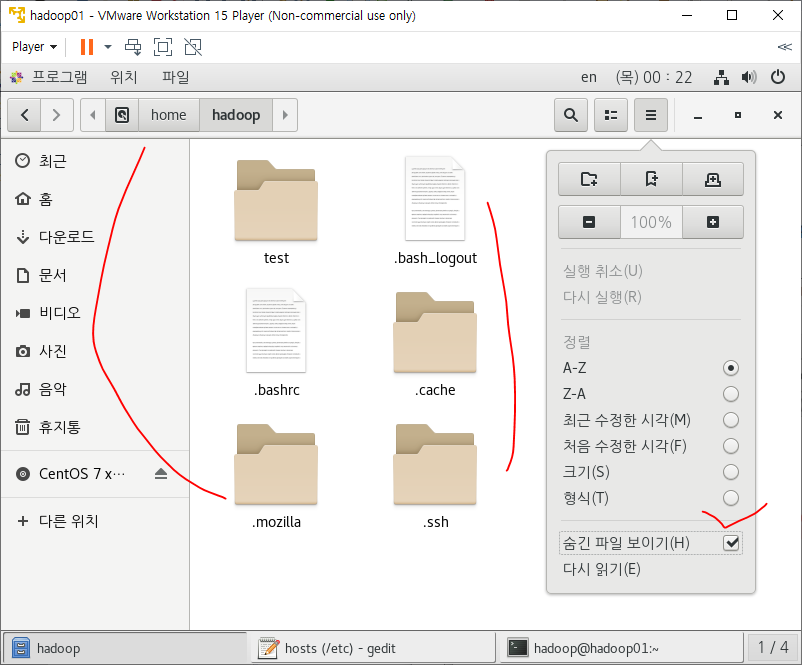 hadoop01 - VMware Workstation 15 Player (Non-commercial use only)
Player
프로그램 위치 파일 en (목) 00 : 22
home hadoop
최근
홈
다운로드
문서
비디오
사진
음악
휴지통
CentOS 7 x···
다른 위치
test .bash_logout
.bashrc .cache
.mozilla .ssh
100%
실행 취소(U)
다시 실행(R)
정렬
A-Z
Z-A
최근 수정한 시각(M)
처음 수정한 시각(F)
크기(S)
형식(T)
숨긴 파일 보이기(H)
다시 읽기(E)
hadoop hosts (/etc) - gedit hadoop@hadoop01:~ 1 / 4